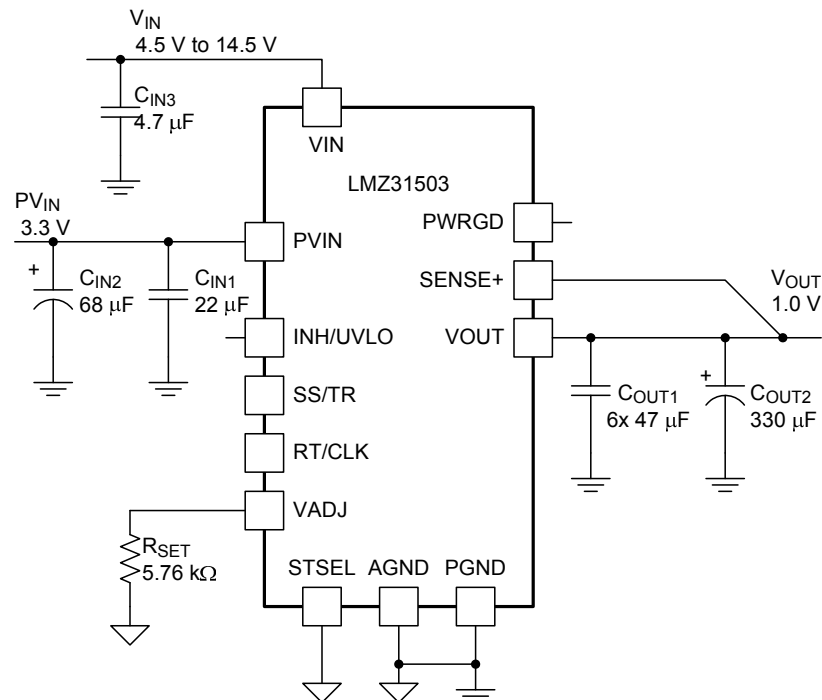 VIN
4.5 V to 14.5 V
CIN3
4.7 μF
VIN
LMZ31503
PVIN
3.3 V
PWRGD
PVIN
SENSE+
+
CIN2
68 μF
CIN1
22 μF
VOUT
1.0 V
INH/UVLO
VOUT
SS/TR
COUT1
6x 47 μF
+
COUT2
330 μF
RT/CLK
VADJ
RSET
5.76 kΩ
STSEL
AGND
PGND